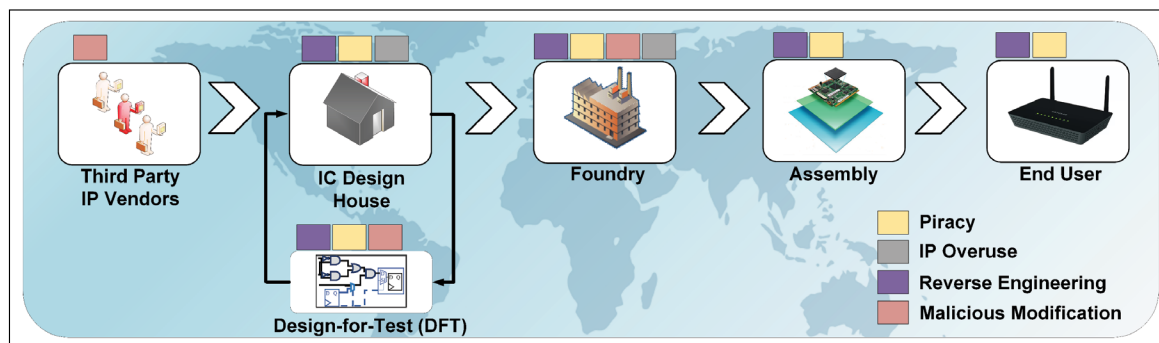 Third Party
IP Vendors
IC Design
House
Foundry
Assembly
End User
Design-for-Test (DFT)
Piracy
IP Overuse
Reverse Engineering
Malicious Modification